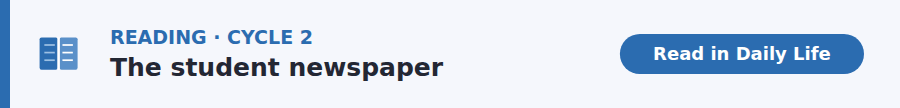 READING · CYCLE 2
The student newspaper
Read in Daily Life